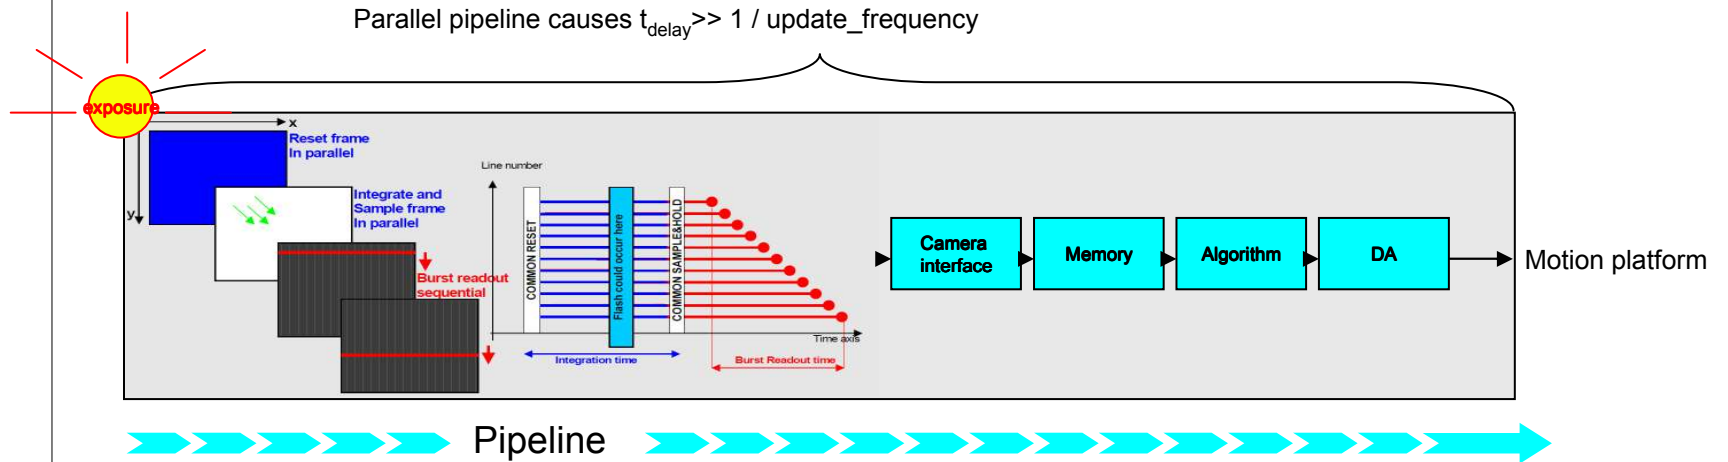 Parallel pipeline causes tdelay>> 1 / update_frequency
exposure
x
y
Reset frame
In parallel
Integrate and
Sample frame
In parallel
Burst readout
sequential
Line number
COMMON RESET
Flash could occur here
COMMON SAMPLE&HOLD
Time axis
Integration time
Burst Readout time
Camera
interface
Memory
Algorithm
DA
Motion platform
Pipeline